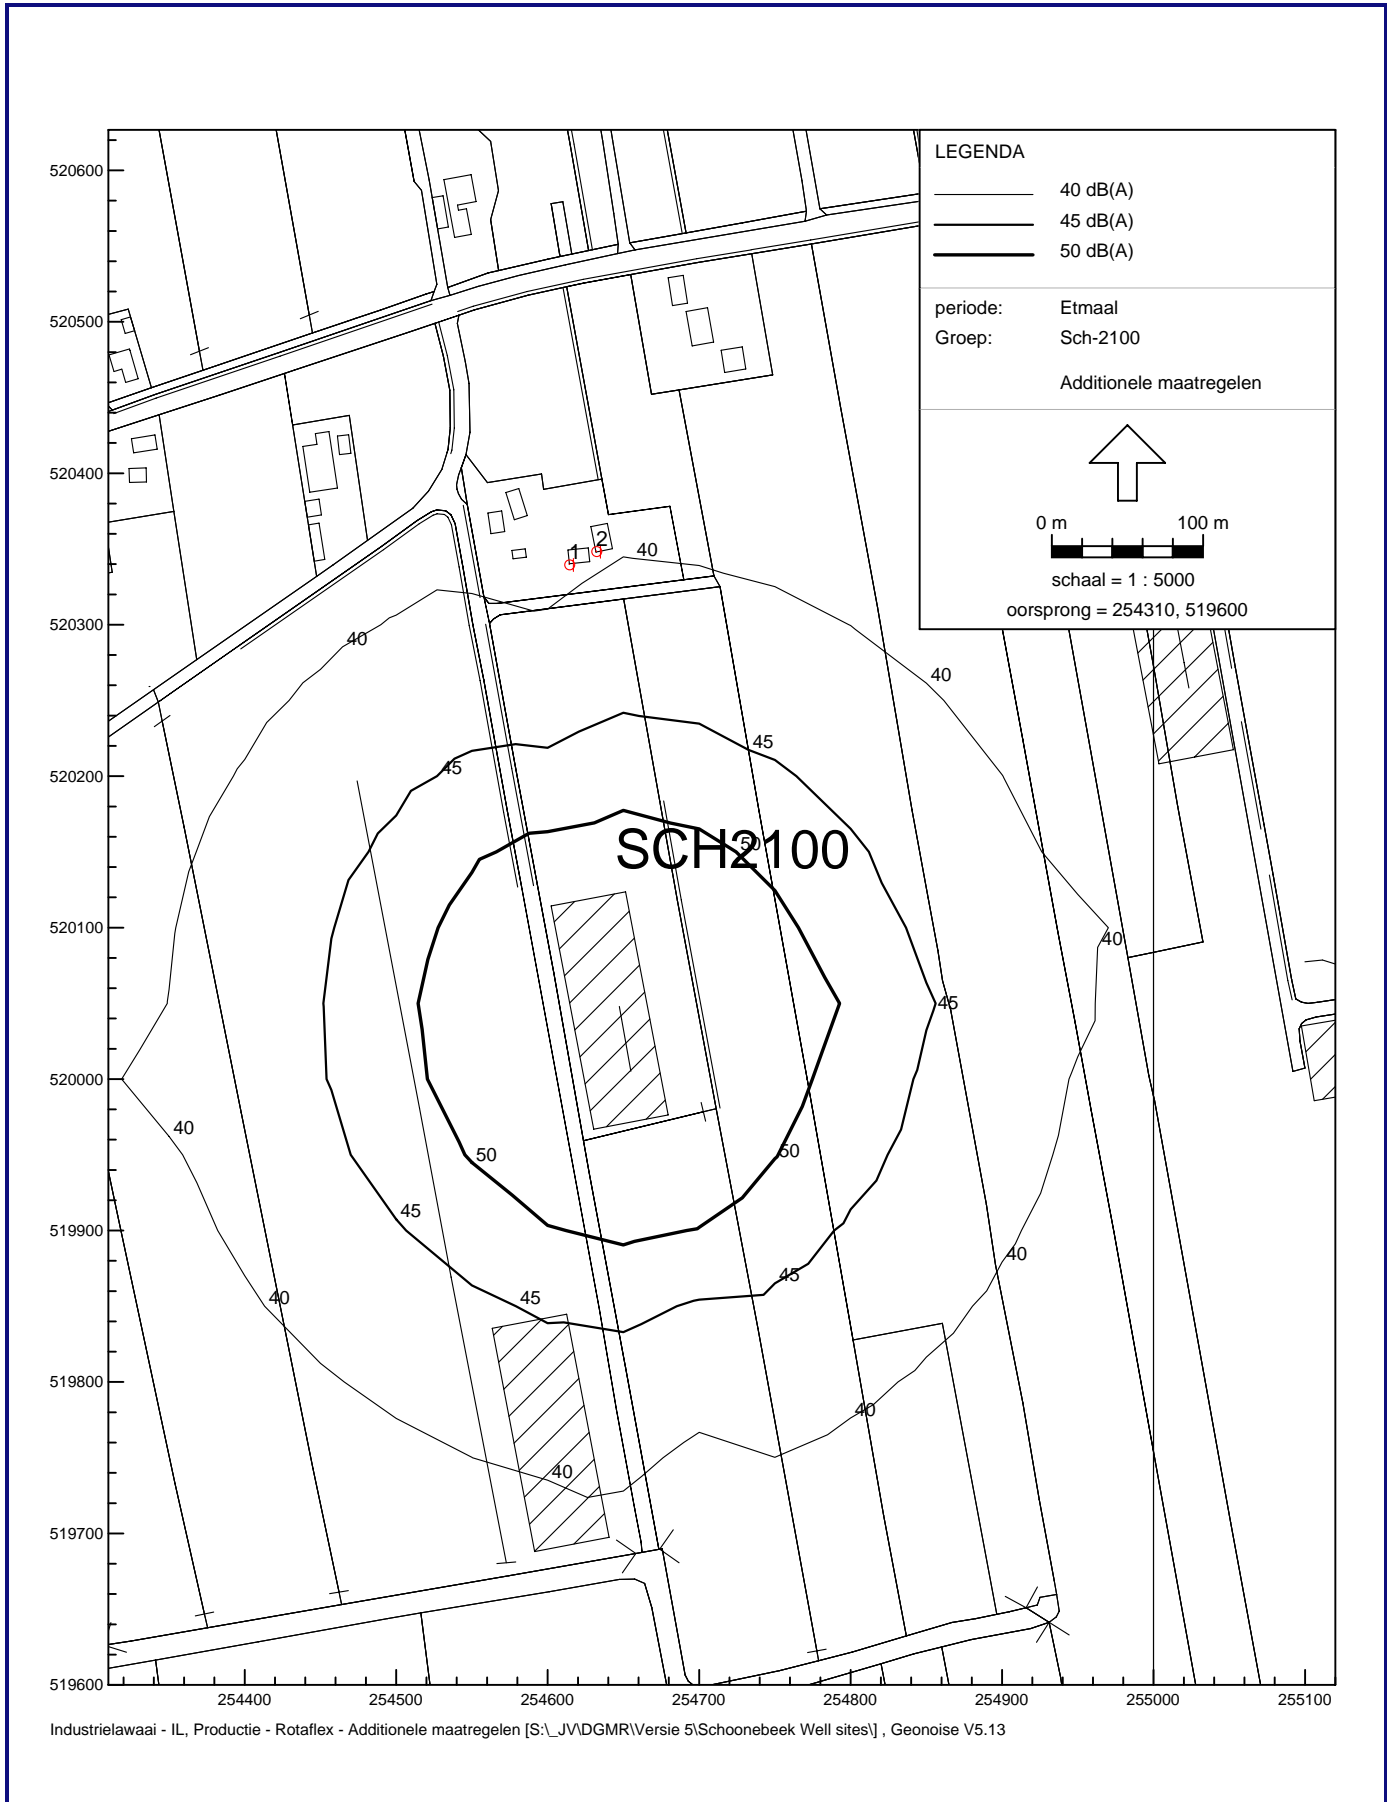 LEGENDA
40 dB(A)
45 dB(A)
50 dB(A)
periode: Etmaal
Groep: Sch-2100
Additionele maatregelen
0 m 100 m
schaal = 1 : 5000
oorsprong = 254310, 519600
520600
520500
520400
520300
520200
520100
520000
519900
519800
519700
519600
1
2
40
40
40
45
45
50
SCH2100
40
45
40
50
50
45
40
40
45
45
40
40
254400 254500 254600 254700 254800 254900 255000 255100
Industrielawaai - IL, Productie - Rotaflex - Additionele maatregelen [S:\_JV\DGMR\Versie 5\Schoonebeek Well sites\] , Geonoise V5.13